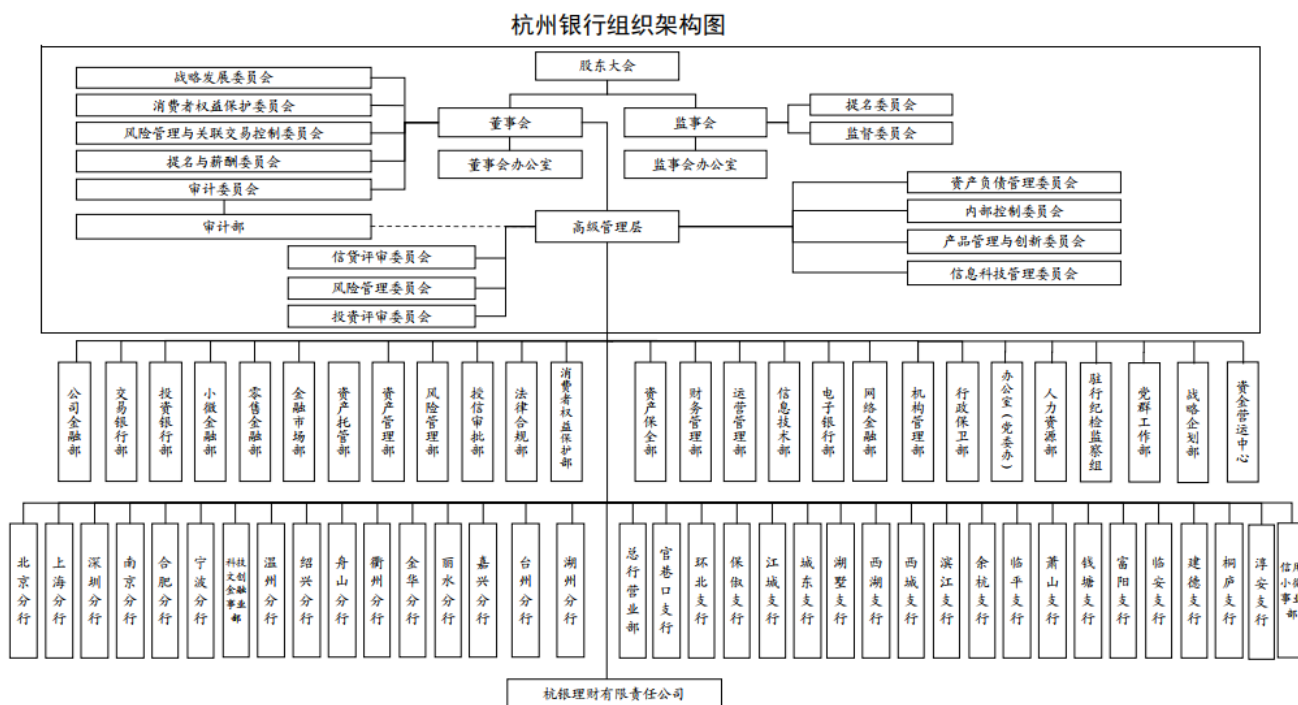 杭州银行组织架构图
股东大会
战略发展委员会
消费者权益保护委员会
风险管理与关联交易控制委员会
提名与薪酬委员会
审计委员会
审计部
董事会
董事会办公室
监事会
监事会办公室
提名委员会
监督委员会
高级管理层
信贷评审委员会
风险管理委员会
投资评审委员会
资产负债管理委员会
内部控制委员会
产品管理与创新委员会
信息科技管理委员会
公司金融部
交易银行部
投资银行部
小微金融部
零售金融部
金融市场部
资产托管部
资产管理部
风险管理部
授信审批部
法律合规部
消费者权益保护部
资产保全部
财务管理部
运营管理部
信息技术部
电子银行部
网络金融部
机构管理部
行政保卫部
办公室（党委办）
人力资源部
驻行纪检监察组
党群工作部
战略企划部
资金营运中心
北京分行
上海分行
深圳分行
南京分行
合肥分行
宁波分行
科技文创金融事业部
温州分行
绍兴分行
舟山分行
衢州分行
金华分行
丽水分行
嘉兴分行
台州分行
湖州分行
总行营业部
官巷口支行
环北支行
保俶支行
江城支行
城东支行
湖墅支行
西湖支行
西城支行
滨江支行
余杭支行
临平支行
萧山支行
钱塘支行
富阳支行
临安支行
建德支行
桐庐支行
淳安支行
信用小微事业部
杭银理财有限责任公司